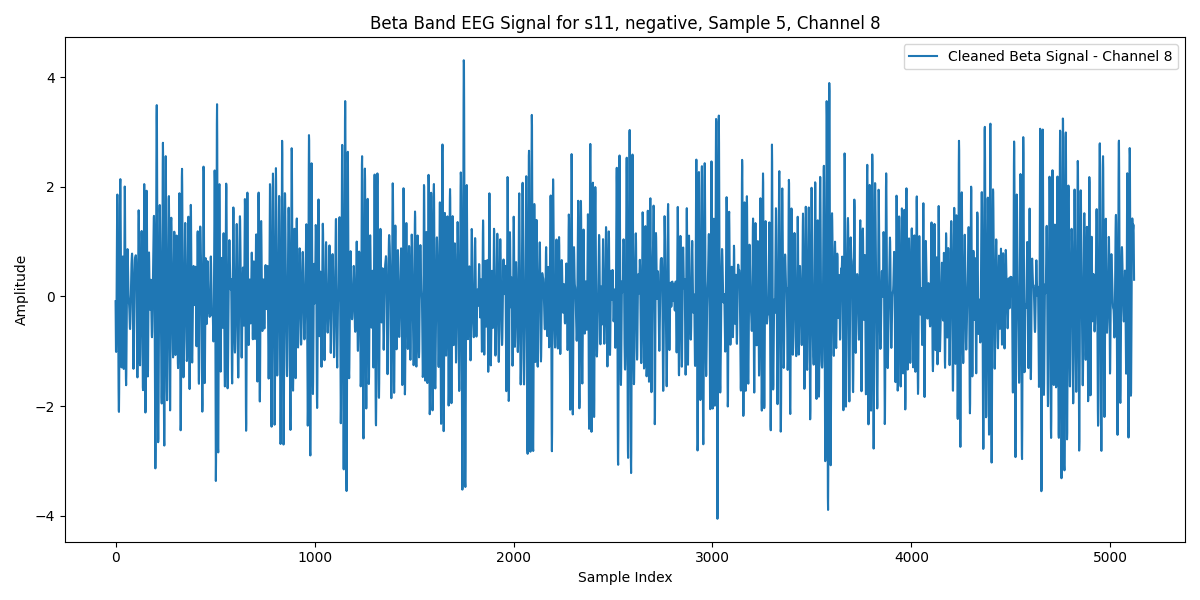 Beta Band EEG Signal for s11, negative, Sample 5, Channel 8
Cleaned Beta Signal - Channel 8
Amplitude
4
2
0
−2
−4
0 1000 2000 3000 4000 5000
Sample Index